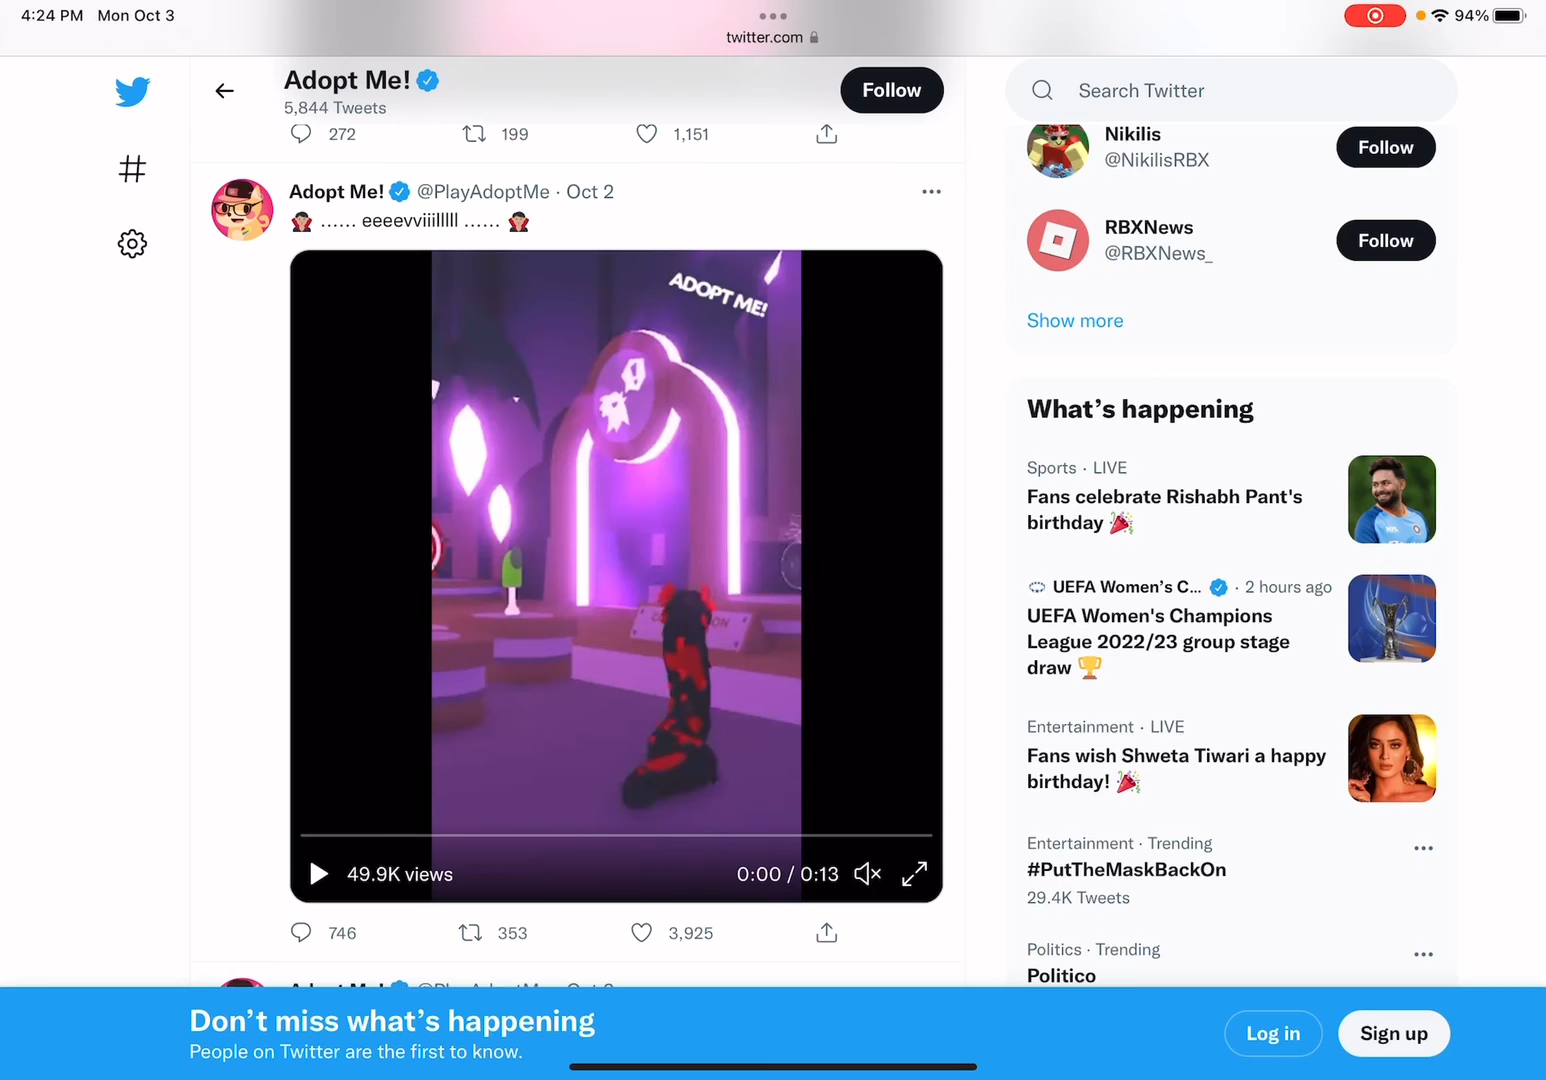 4:24 PM Mon Oct 3
twitter.com
94%
Adopt Me!
5,844 Tweets
Follow
272
199
1,151
Adopt Me! @PlayAdoptMe · Oct 2
...... eeeevviiilllll ......
ADOPT ME!
49.9K views
0:00 / 0:13
746
353
3,925
Search Twitter
Nikilis
@NikilisRBX
Follow
RBXNews
@RBXNews_
Follow
Show more
What's happening
Sports · LIVE
Fans celebrate Rishabh Pant's
birthday
UEFA Women's C... · 2 hours ago
UEFA Women's Champions
League 2022/23 group stage
draw
Entertainment · LIVE
Fans wish Shweta Tiwari a happy
birthday!
Entertainment · Trending
#PutTheMaskBackOn
29.4K Tweets
Politics · Trending
Politico
Don't miss what's happening
People on Twitter are the first to know.
Log in
Sign up